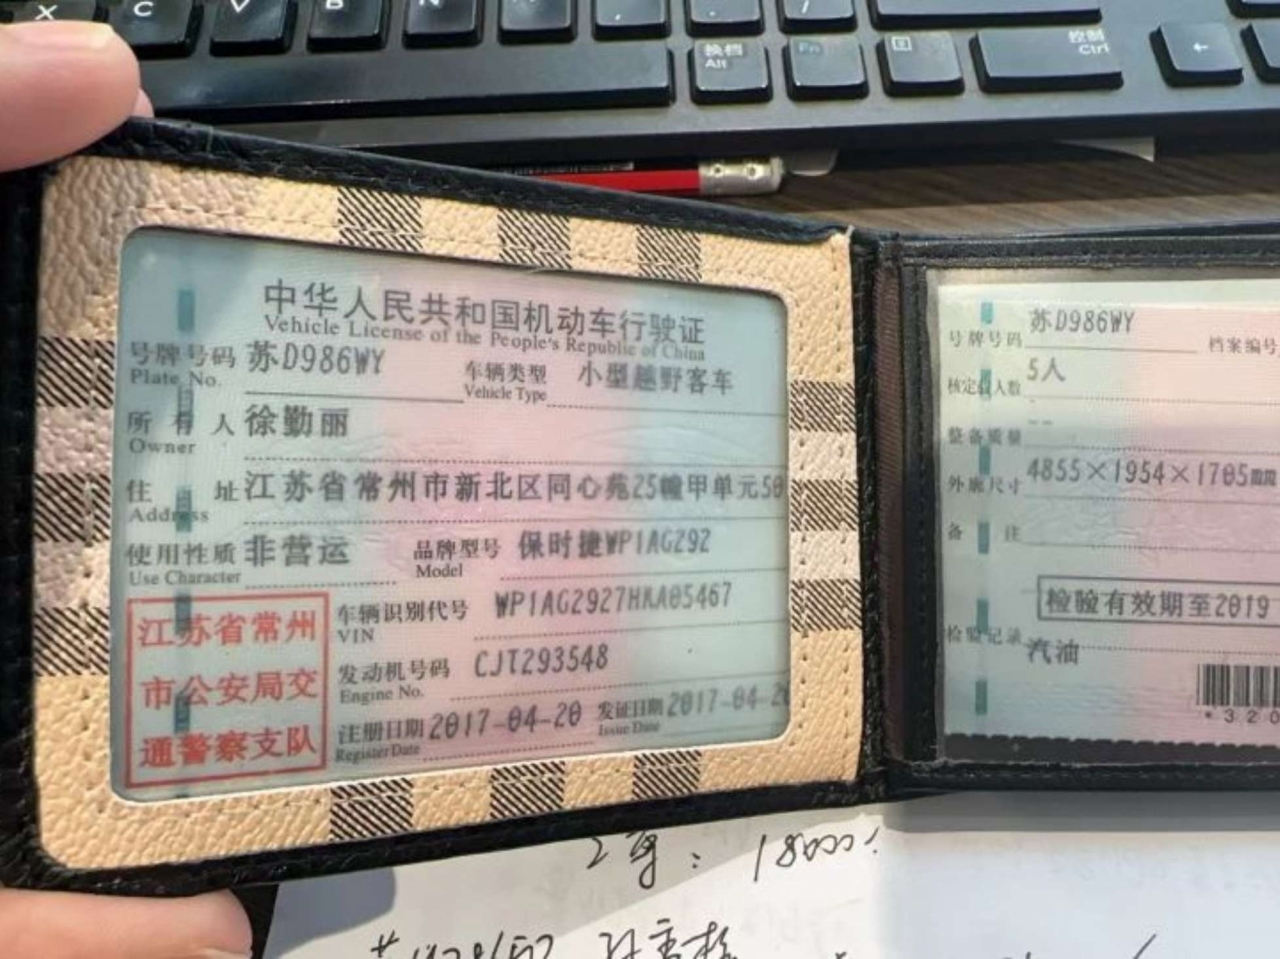 X C V B N
换档
Alt
Fn
控制
Ctrl
←
中华人民共和国机动车行驶证
Vehicle License of the People's Republic of China
号牌号码 苏D986WY 车辆类型 小型越野客车
Plate No. Vehicle Type
所有人 徐勤丽
Owner
住址 江苏省常州市新北区同心苑25幢甲单元50
Address
使用性质 非营运 品牌型号 保时捷WP1AG292
Use Character Model
江苏省常州
市公安局交
通警察支队
车辆识别代号 WP1AG2927HKA05467
VIN
发动机号码 CJT293548
Engine No.
注册日期 2017-04-20 发证日期 2017-04-2
Register Date Issue Date
号牌号码 苏D986WY 档案编号
核定载人数 5人
整备质量 --
外廓尺寸 4855×1954×1705mm
备注
检验有效期至2019
检验记录
汽油
*320
18000